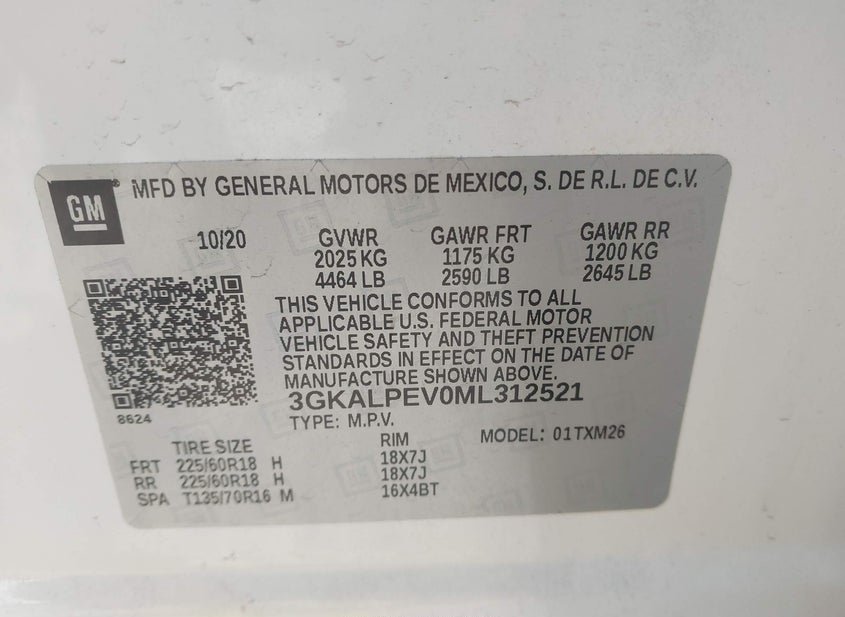 GM ® MFD BY GENERAL MOTORS DE MEXICO, S. DE R.L. DE C.V.
10/20 GVWR GAWR FRT GAWR RR
2025 KG 1175 KG 1200 KG
4464 LB 2590 LB 2645 LB
THIS VEHICLE CONFORMS TO ALL
APPLICABLE U.S. FEDERAL MOTOR
VEHICLE SAFETY AND THEFT PREVENTION
STANDARDS IN EFFECT ON THE DATE OF
MANUFACTURE SHOWN ABOVE.
3GKALPEV0ML312521
8624
TYPE: M.P.V. MODEL: 01TXM26
TIRE SIZE RIM
FRT 225/60R18 H 18X7J
RR 225/60R18 H 18X7J
SPA T135/70R16 M 16X4BT